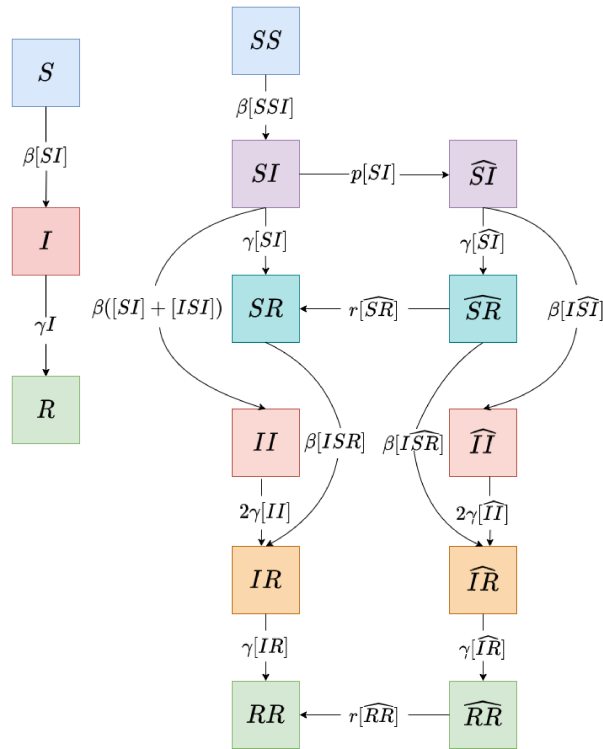 S
β[SI]
I
γI
R
SS
β[SSI]
SI
p[SI]
\widehat{SI}
γ[SI]
γ[\widehat{SI}]
β([SI] + [ISI])
SR
r[\widehat{SR}]
\widehat{SR}
β[I\widehat{SI}]
II
β[ISR]
β[I\widehat{SR}]
\widehat{II}
2γ[II]
2γ[\widehat{II}]
IR
\widehat{IR}
γ[IR]
γ[\widehat{IR}]
RR
r[\widehat{RR}]
\widehat{RR}